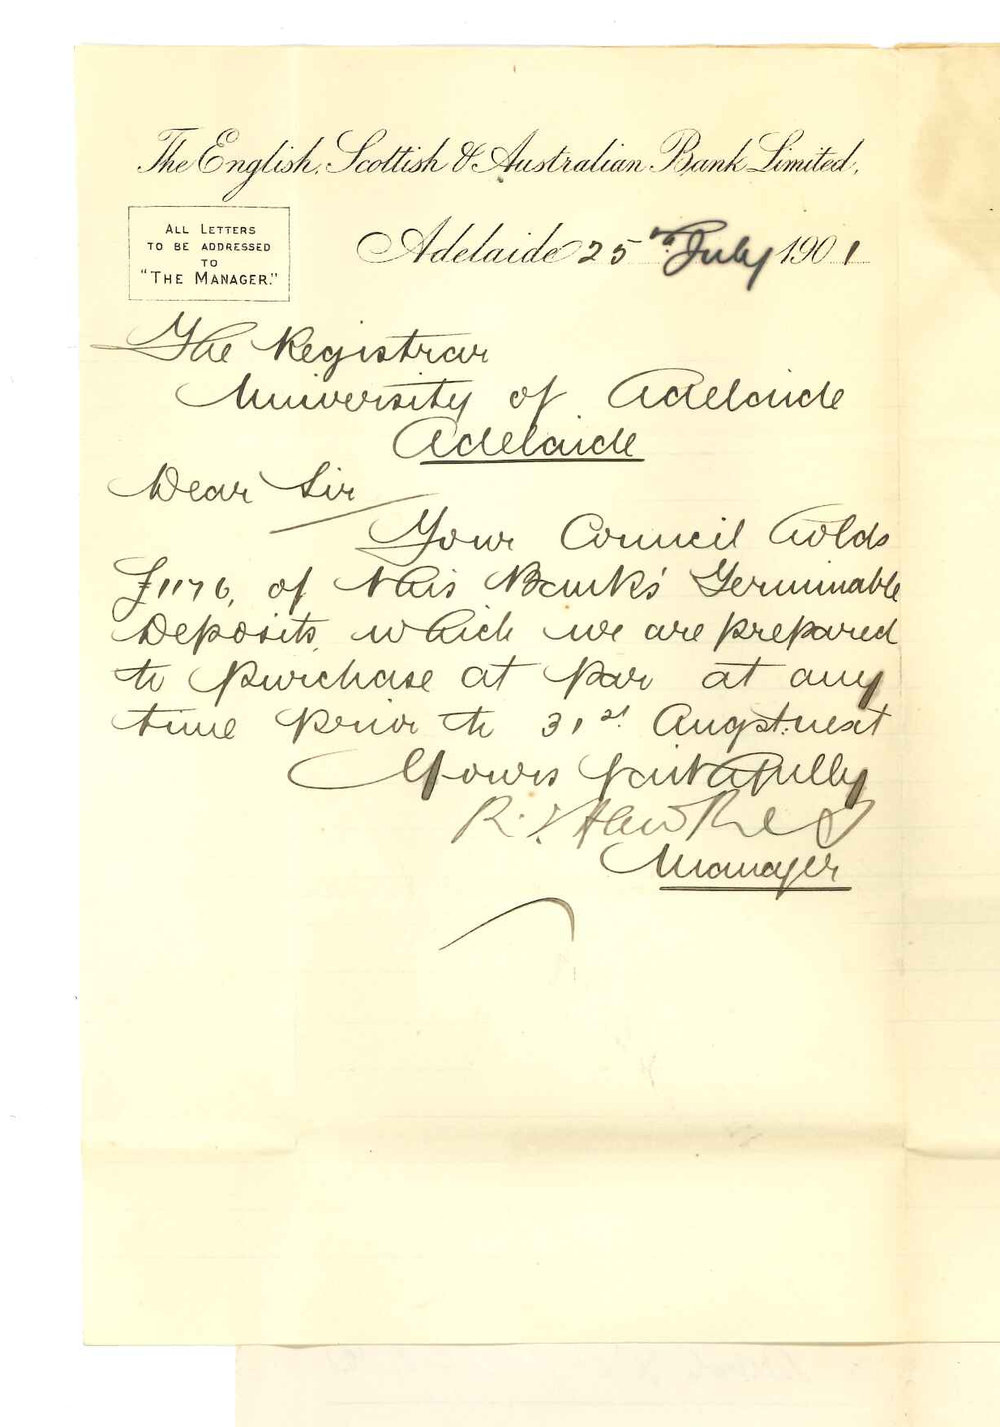 The English, Scottish & Australian Bank Limited,
ALL LETTERS
TO BE ADDRESSED
TO
"THE MANAGER."
Adelaide 25th July 1901
The Registrar
University of Adelaide
Adelaide
Dear Sir
Your Council holds
£1176, of this Bank's Terminable
Deposits, which we are prepared
to purchase at par at any
time prior to 31st Augst: next
Yours faithfully
Manager